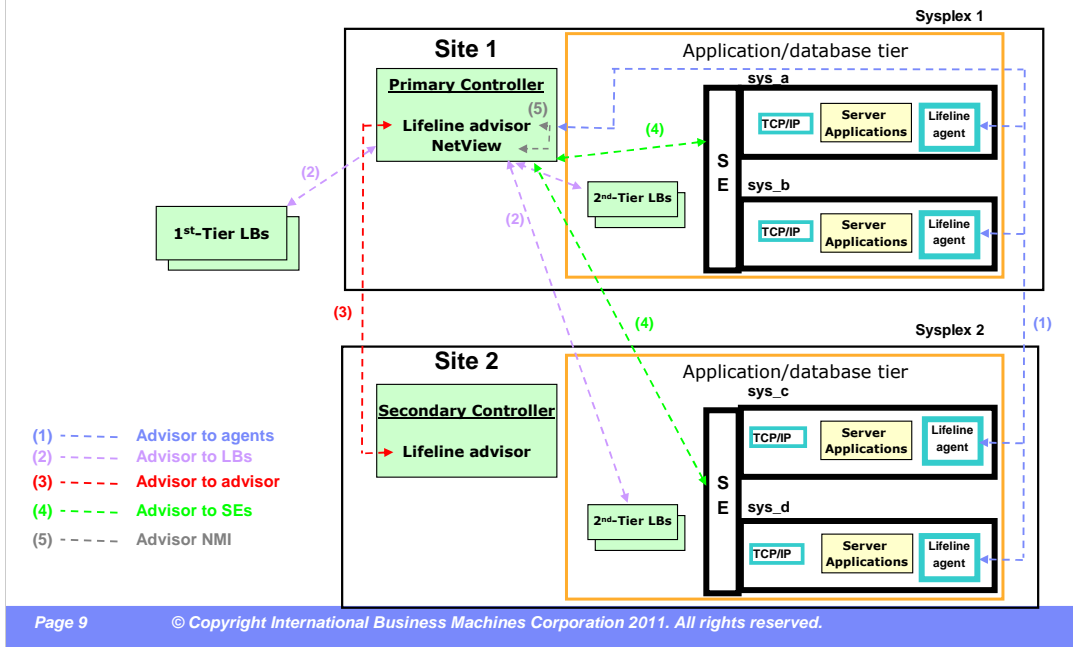 Sysplex 1
Site 1
Application/database tier
Primary Controller
Lifeline advisor
NetView
(5)
sys_a
TCP/IP
Server
Applications
Lifeline
agent
(4)
S
E
sys_b
TCP/IP
Server
Applications
Lifeline
agent
2nd-Tier LBs
(2)
(2)
1st-Tier LBs
(3)
(4)
(1)
Sysplex 2
Site 2
Application/database tier
Secondary Controller
Lifeline advisor
sys_c
TCP/IP
Server
Applications
Lifeline
agent
S
E
sys_d
TCP/IP
Server
Applications
Lifeline
agent
2nd-Tier LBs
(1) Advisor to agents
(2) Advisor to LBs
(3) Advisor to advisor
(4) Advisor to SEs
(5) Advisor NMI
Page 9 © Copyright International Business Machines Corporation 2011. All rights reserved.